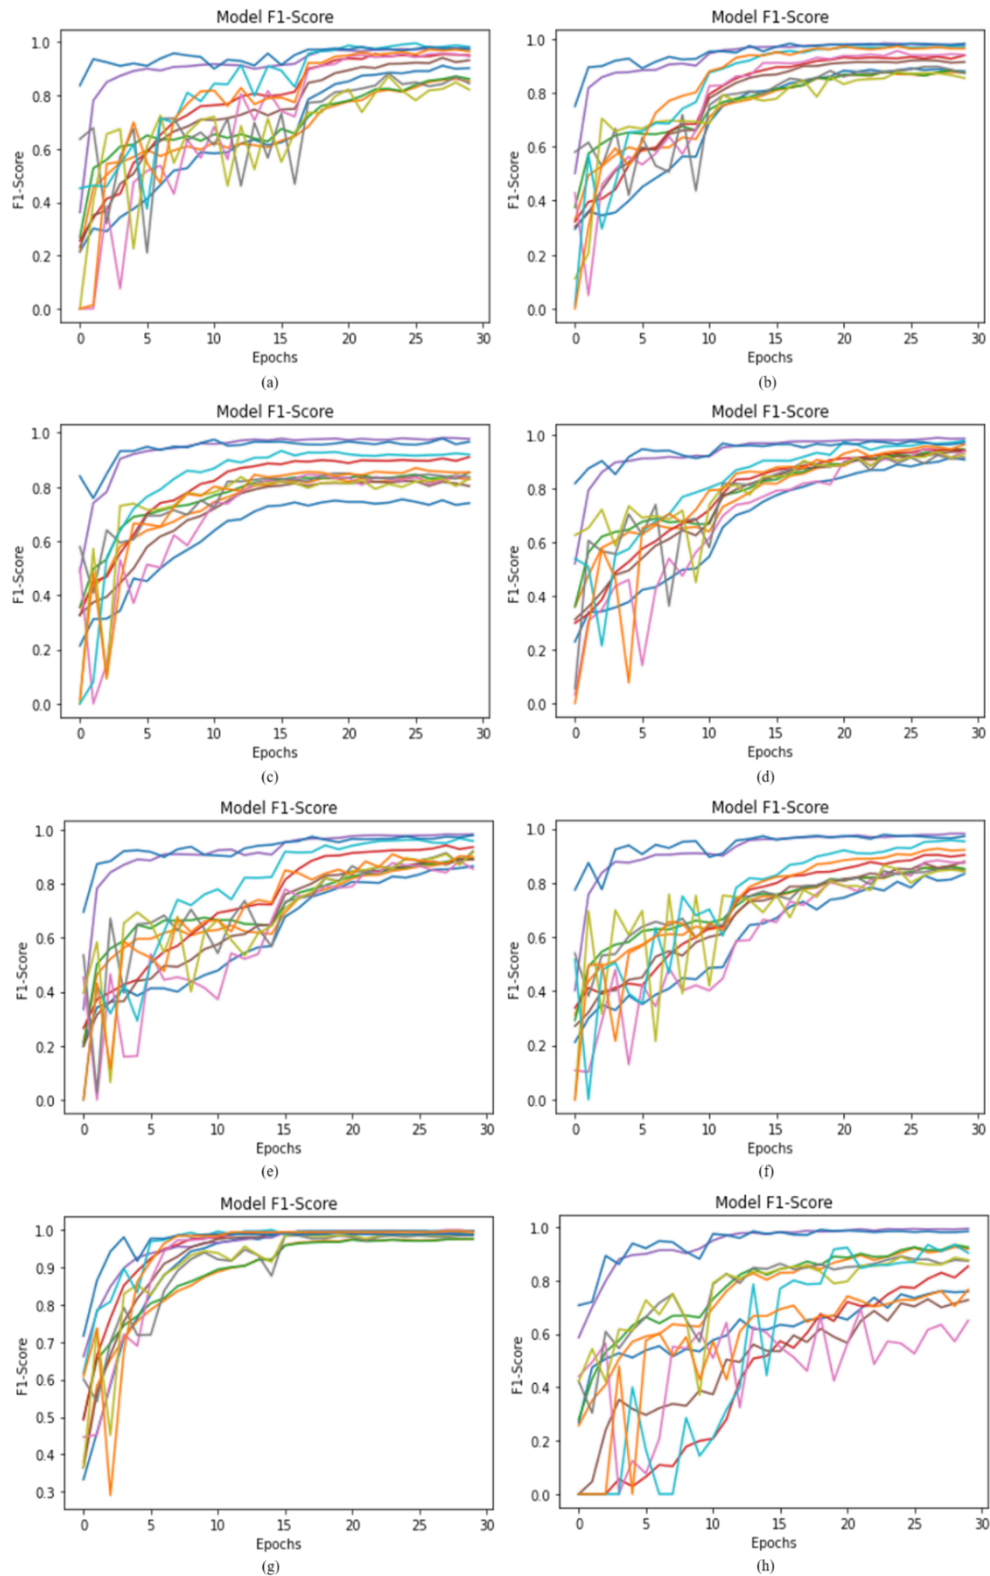 Model F1-Score Model F1-Score
1.0 1.0
0.8 0.8
0.6 0.6
F1-Score F1-Score
0.4 0.4
0.2 0.2
0.0 0.0
0 5 10 15 20 25 30 0 5 10 15 20 25 30
Epochs Epochs
(a) (b)
Model F1-Score Model F1-Score
1.0 1.0
0.8 0.8
0.6 0.6
F1-Score F1-Score
0.4 0.4
0.2 0.2
0.0 0.0
0 5 10 15 20 25 30 0 5 10 15 20 25 30
Epochs Epochs
(c) (d)
Model F1-Score Model F1-Score
1.0 1.0
0.8 0.8
0.6 0.6
F1-Score F1-Score
0.4 0.4
0.2 0.2
0.0 0.0
0 5 10 15 20 25 30 0 5 10 15 20 25 30
Epochs Epochs
(e) (f)
Model F1-Score Model F1-Score
1.0 1.0
0.9
0.8 0.8
0.7
0.6 0.6
F1-Score F1-Score
0.5
0.4 0.4
0.3 0.2
0.0
0 5 10 15 20 25 30 0 5 10 15 20 25 30
Epochs Epochs
(g) (h)